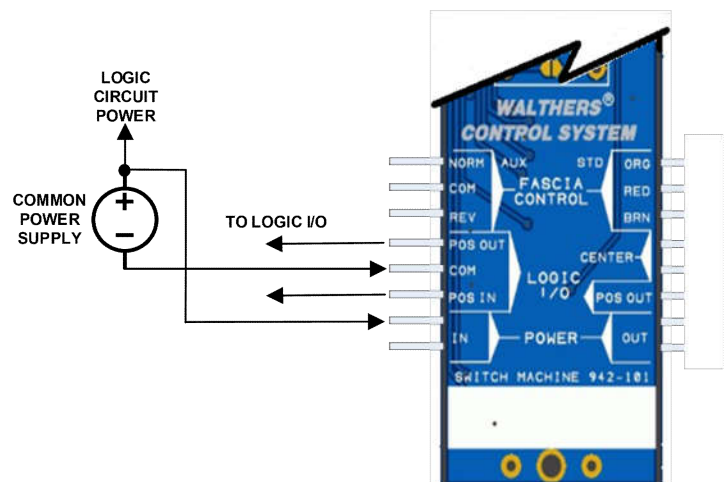 LOGIC
CIRCUIT
POWER
COMMON
POWER
SUPPLY
+
−
TO LOGIC I/O
WALTHERS®
CONTROL SYSTEM
NORM AUX STD ORG
COM FASCIA RED
CONTROL
REV BRN
POS OUT
CENTER
COM LOGIC
I/O
POS IN POS OUT
IN POWER OUT
SWITCH MACHINE 942-101